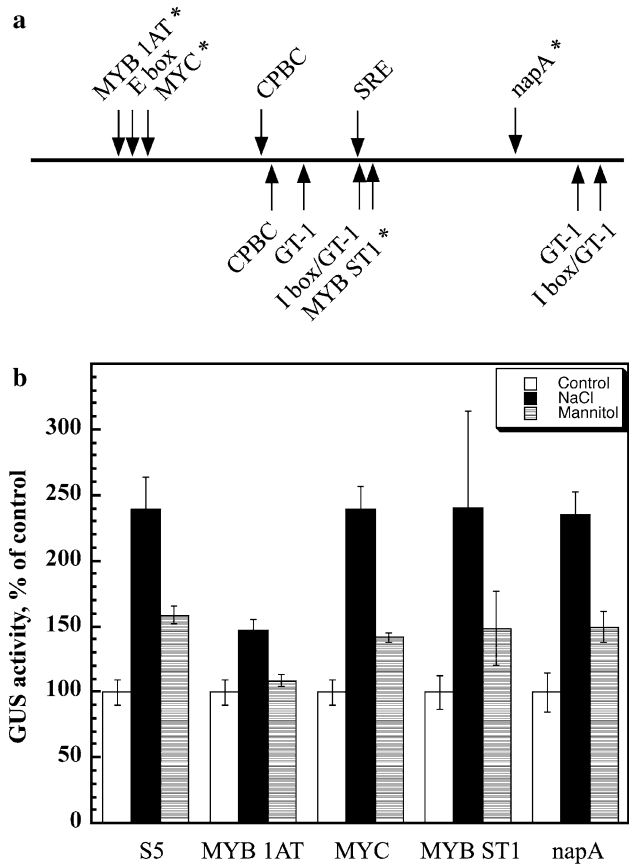 a
MYB 1AT *
E box
MYC *
CPBC
SRE
napA *
CPBC
GT-1
I box/GT-1
MYB ST1 *
GT-1
I box/GT-1
b
Control
NaCl
Mannitol
GUS activity, % of control
300
250
200
150
100
50
0
S5 MYB 1AT MYC MYB ST1 napA